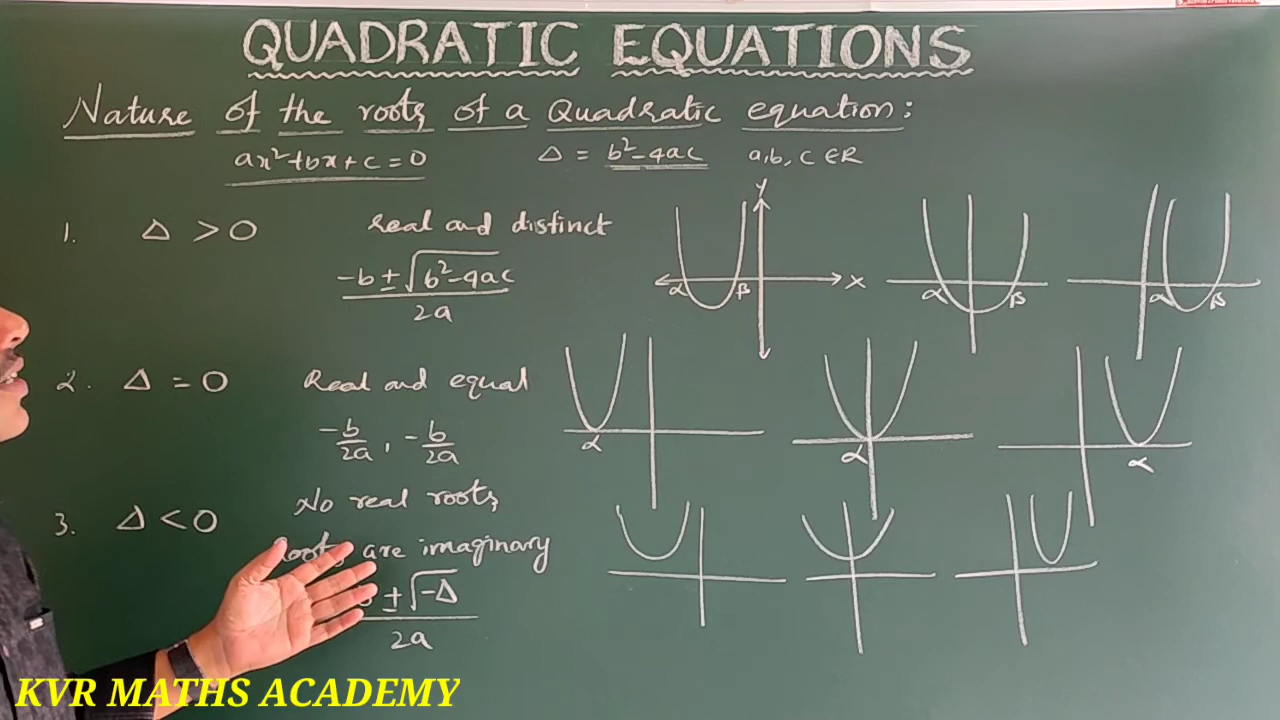 QUADRATIC EQUATIONS
Nature of the roots of a Quadratic equation:
ax²+bx+c=0 Δ = b²-4ac a,b, c ∈R
1. Δ >0 Real and distinct
-b ± √b²-4ac
2a
2. Δ =0 Real and equal
-b/2a , -b/2a
3. Δ <0 No real roots,
Roots are imaginary
± √-Δ
2a
Y
X
α β
α β
α β
α
α
α
KVR MATHS ACADEMY